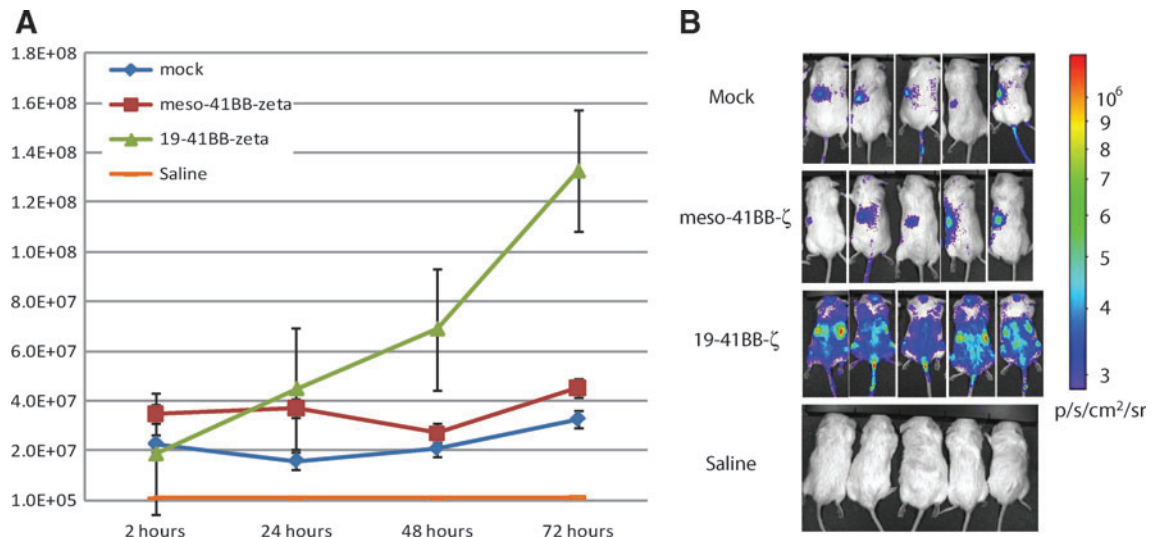 A
1.8E+08
1.6E+08
1.4E+08
1.2E+08
1.0E+08
8.0E+07
6.0E+07
4.0E+07
2.0E+07
1.0E+05
mock
meso-41BB-zeta
19-41BB-zeta
Saline
2 hours 24 hours 48 hours 72 hours
B
Mock
meso-41BB-ζ
19-41BB-ζ
Saline
10⁶
9
8
7
6
5
4
3
p/s/cm²/sr